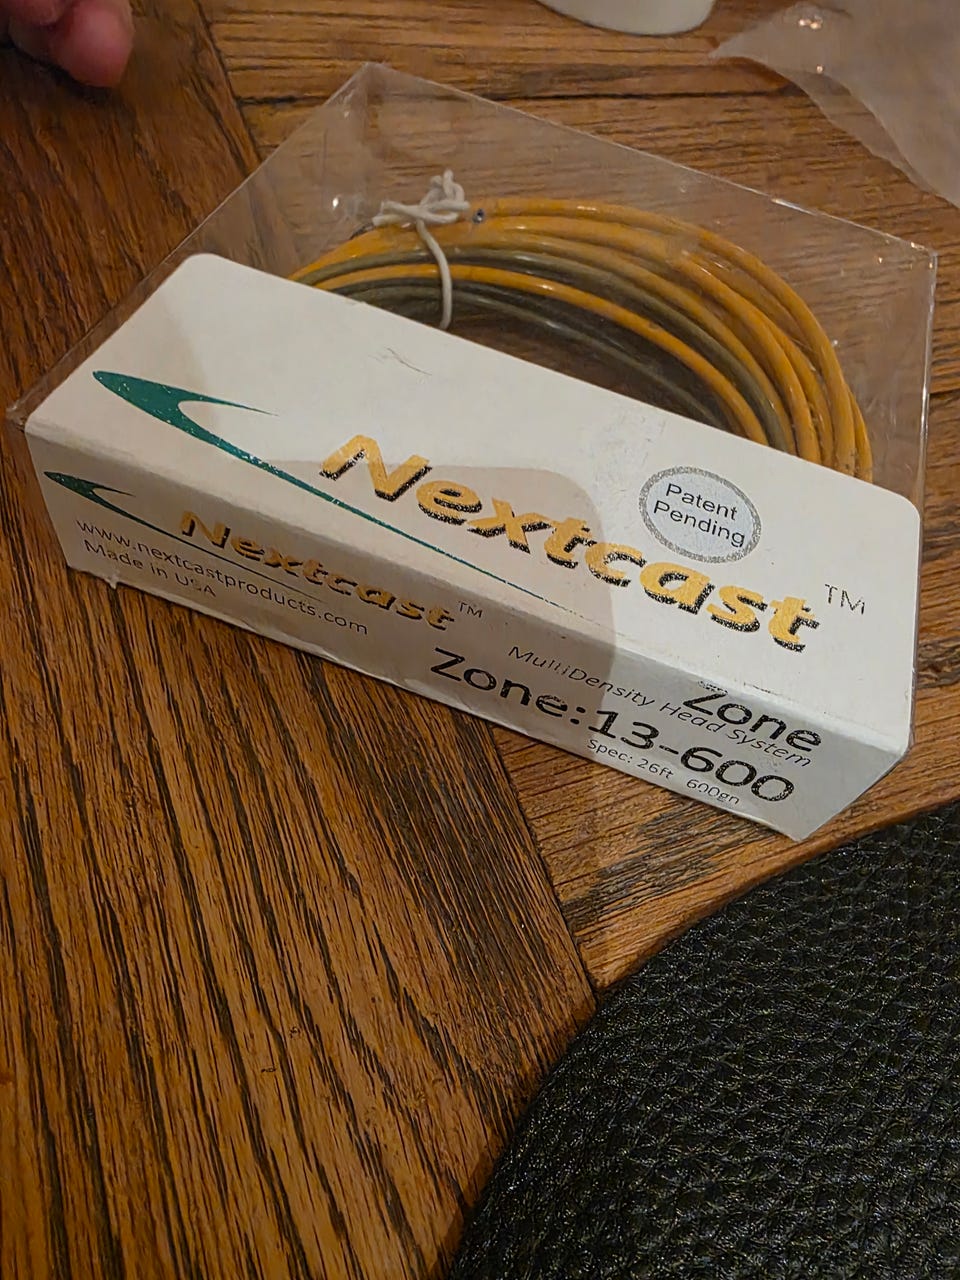 Nextcast
TM
Patent
Pending
Zone
Nextcast
TM
www.nextcastproducts.com
Made in USA
MultiDensity Head System
Zone:13-600
Spec: 26ft 600gn